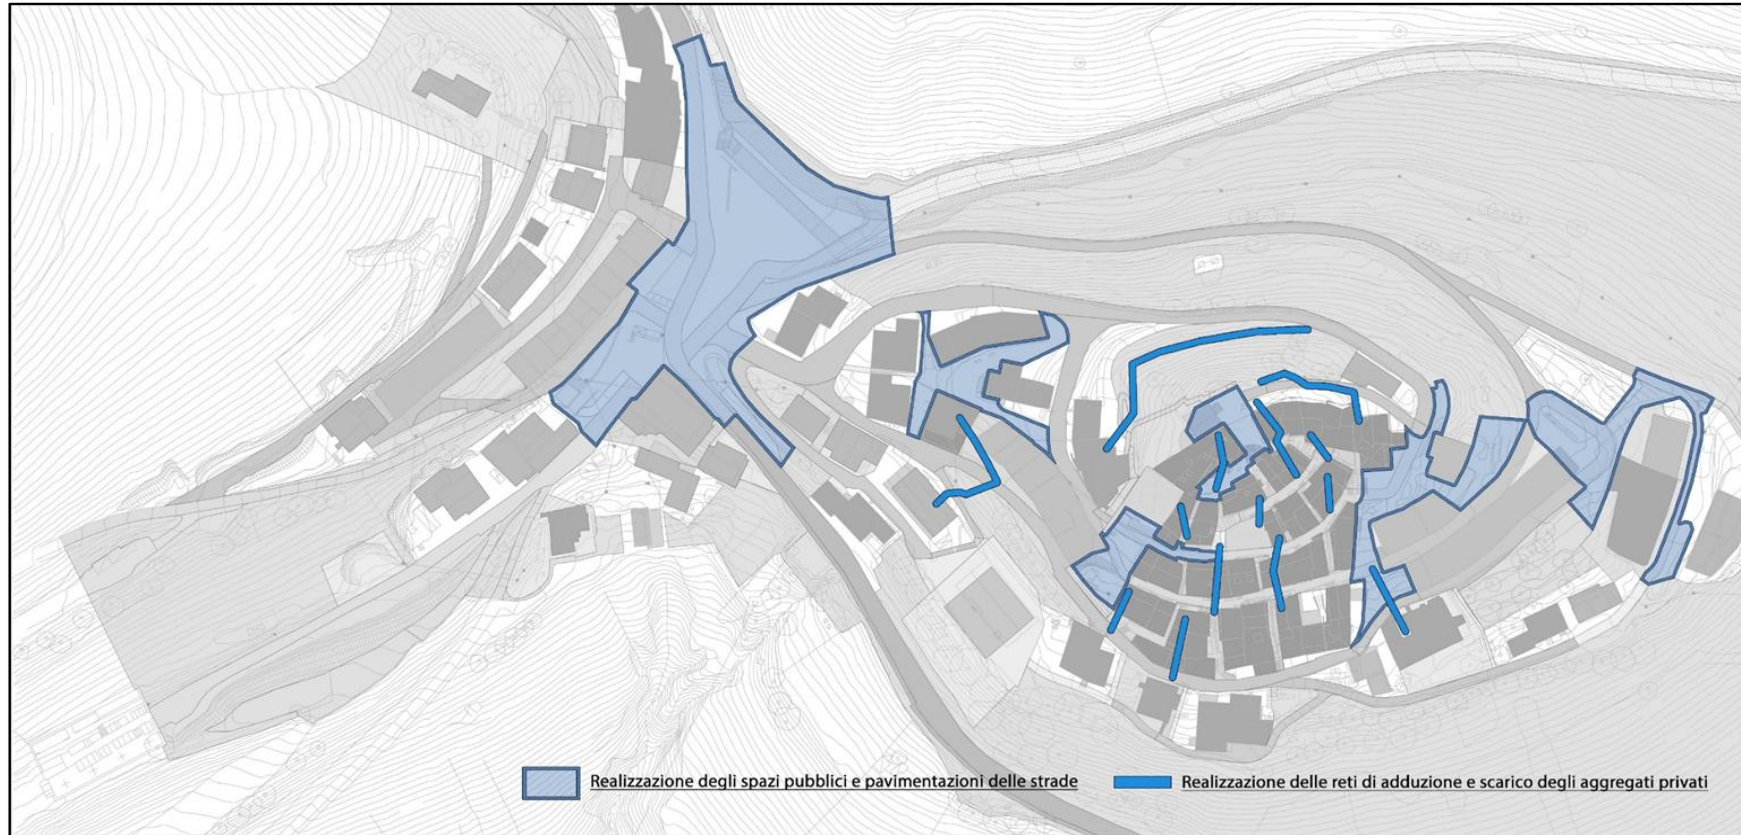 Realizzazione degli spazi pubblici e pavimentazioni delle strade
Realizzazione delle reti di adduzione e scarico degli aggregati privati